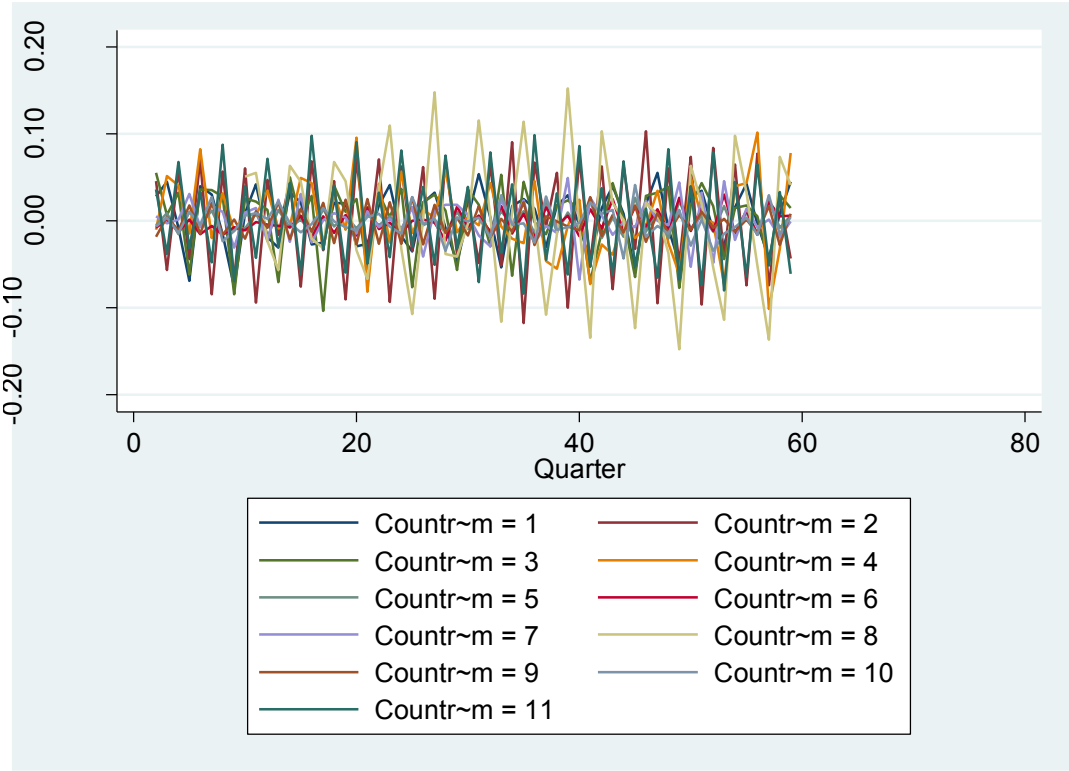 0.20
0.10
0.00
-0.10
-0.20
0 20 40 60 80
Quarter
Countr~m = 1 Countr~m = 2
Countr~m = 3 Countr~m = 4
Countr~m = 5 Countr~m = 6
Countr~m = 7 Countr~m = 8
Countr~m = 9 Countr~m = 10
Countr~m = 11